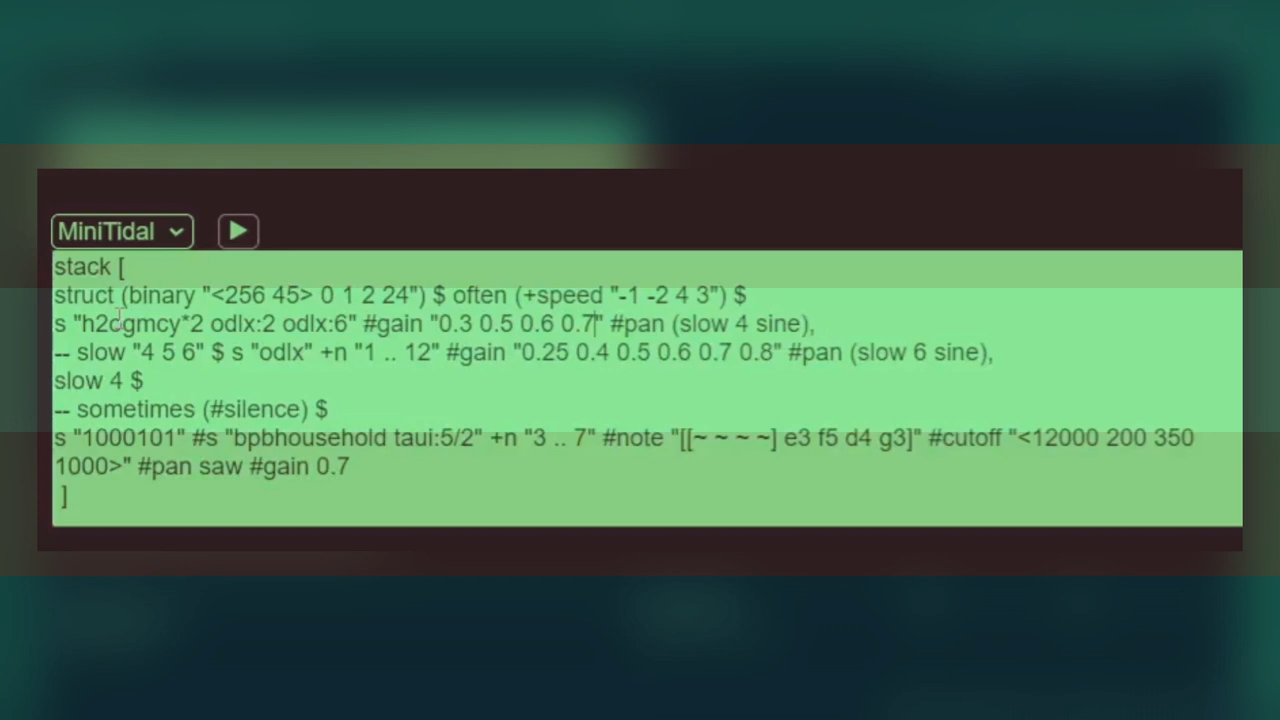 MiniTidal
stack [
struct (binary "<256 45> 0 1 2 24") $ often (+speed "-1 -2 4 3") $
s "h2cgmcy*2 odlx:2 odlx:6" #gain "0.3 0.5 0.6 0.7" #pan (slow 4 sine),
-- slow "4 5 6" $ s "odlx" +n "1 .. 12" #gain "0.25 0.4 0.5 0.6 0.7 0.8" #pan (slow 6 sine),
slow 4 $
-- sometimes (#silence) $
s "1000101" #s "bpbhousehold taui:5/2" +n "3 .. 7" #note "[[~ ~ ~ ~] e3 f5 d4 g3]" #cutoff "<12000 200 350
1000>" #pan saw #gain 0.7
]